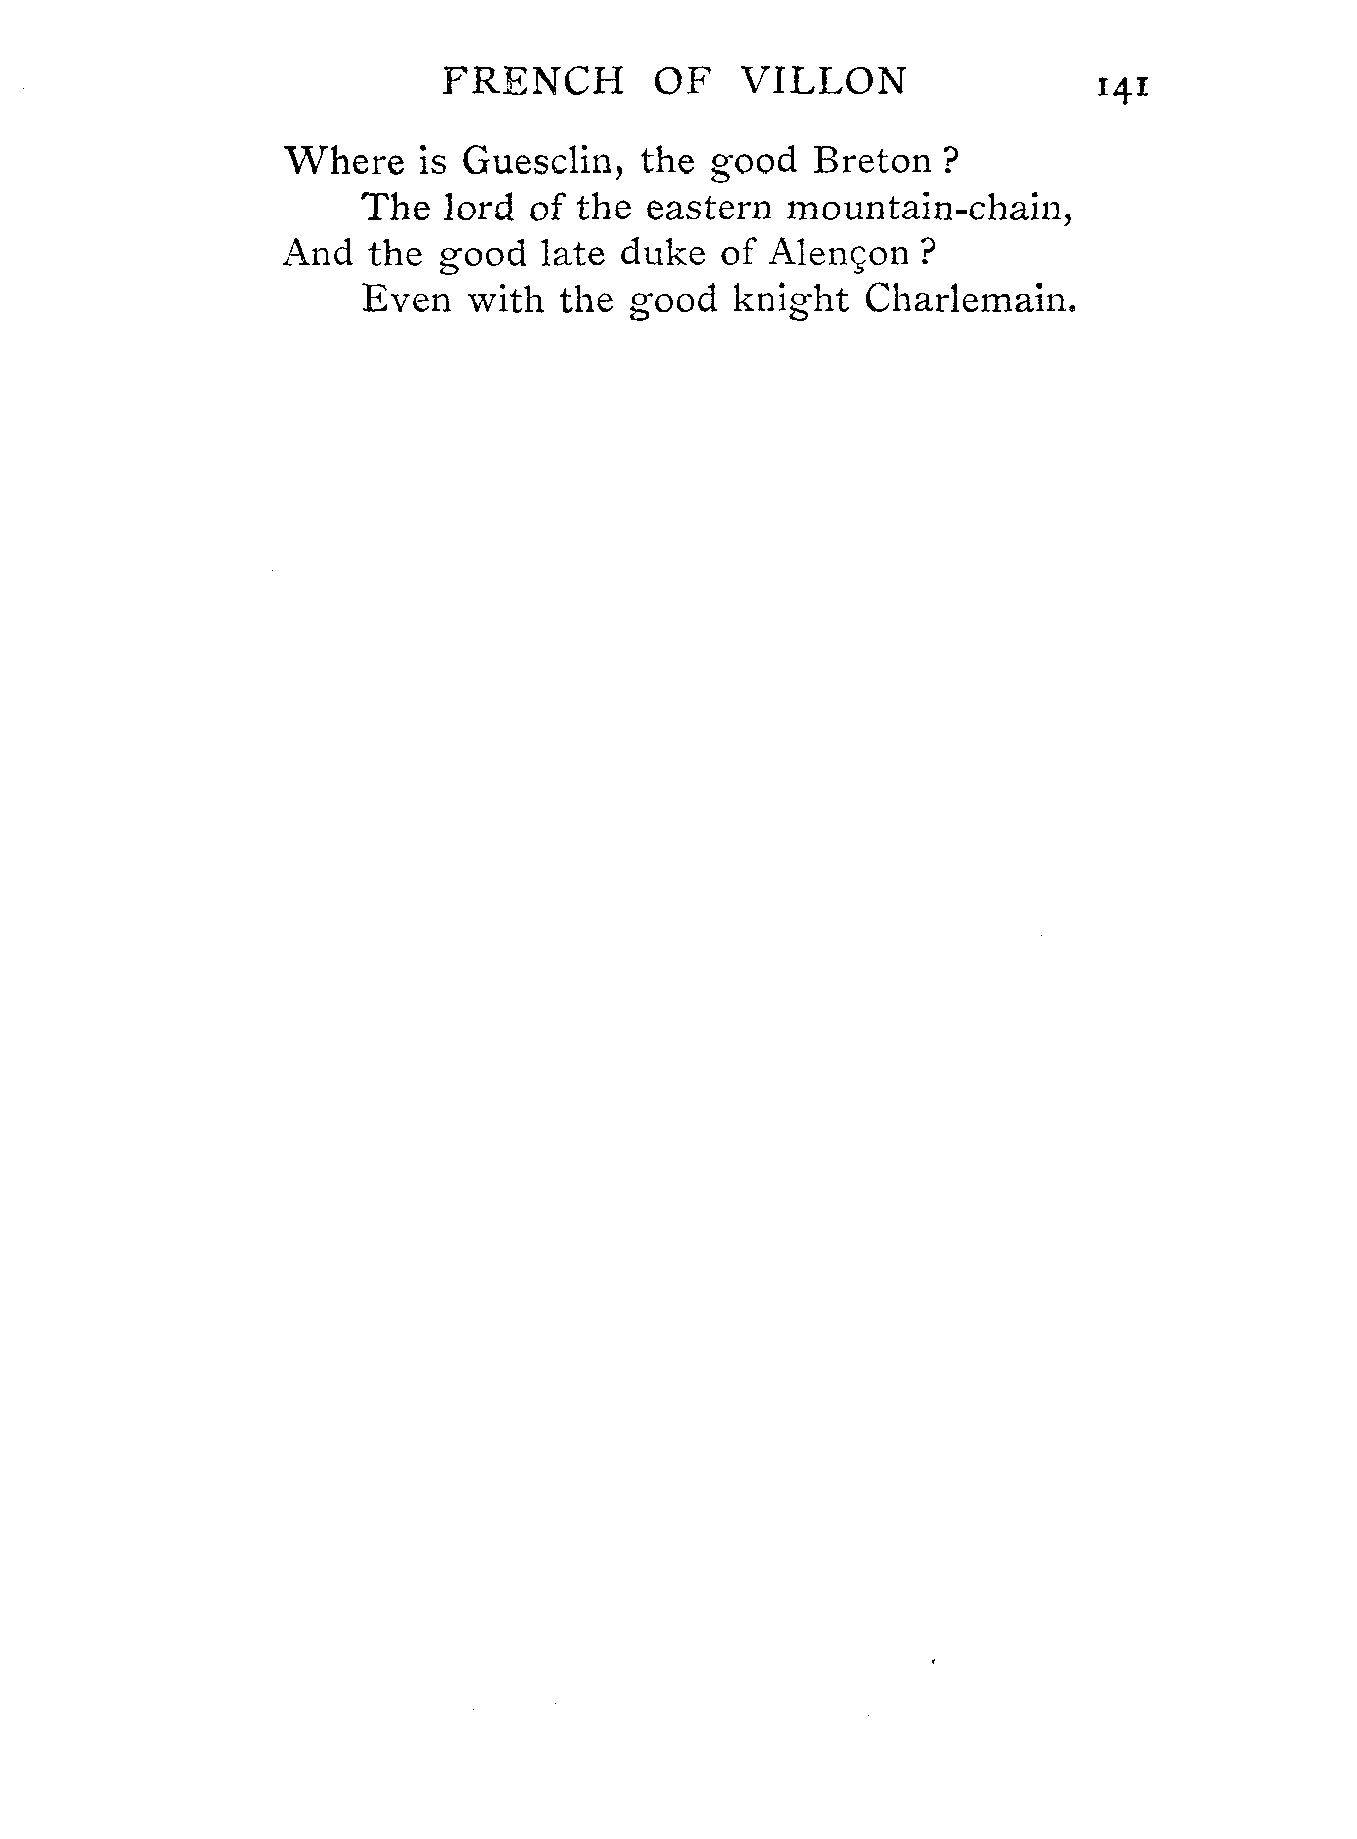 FRENCH OF VILLON 141
Where is Guesclin, the good Breton ?
The lord of the eastern mountain-chain,
And the good late duke of Alençon ?
Even with the good knight Charlemain.